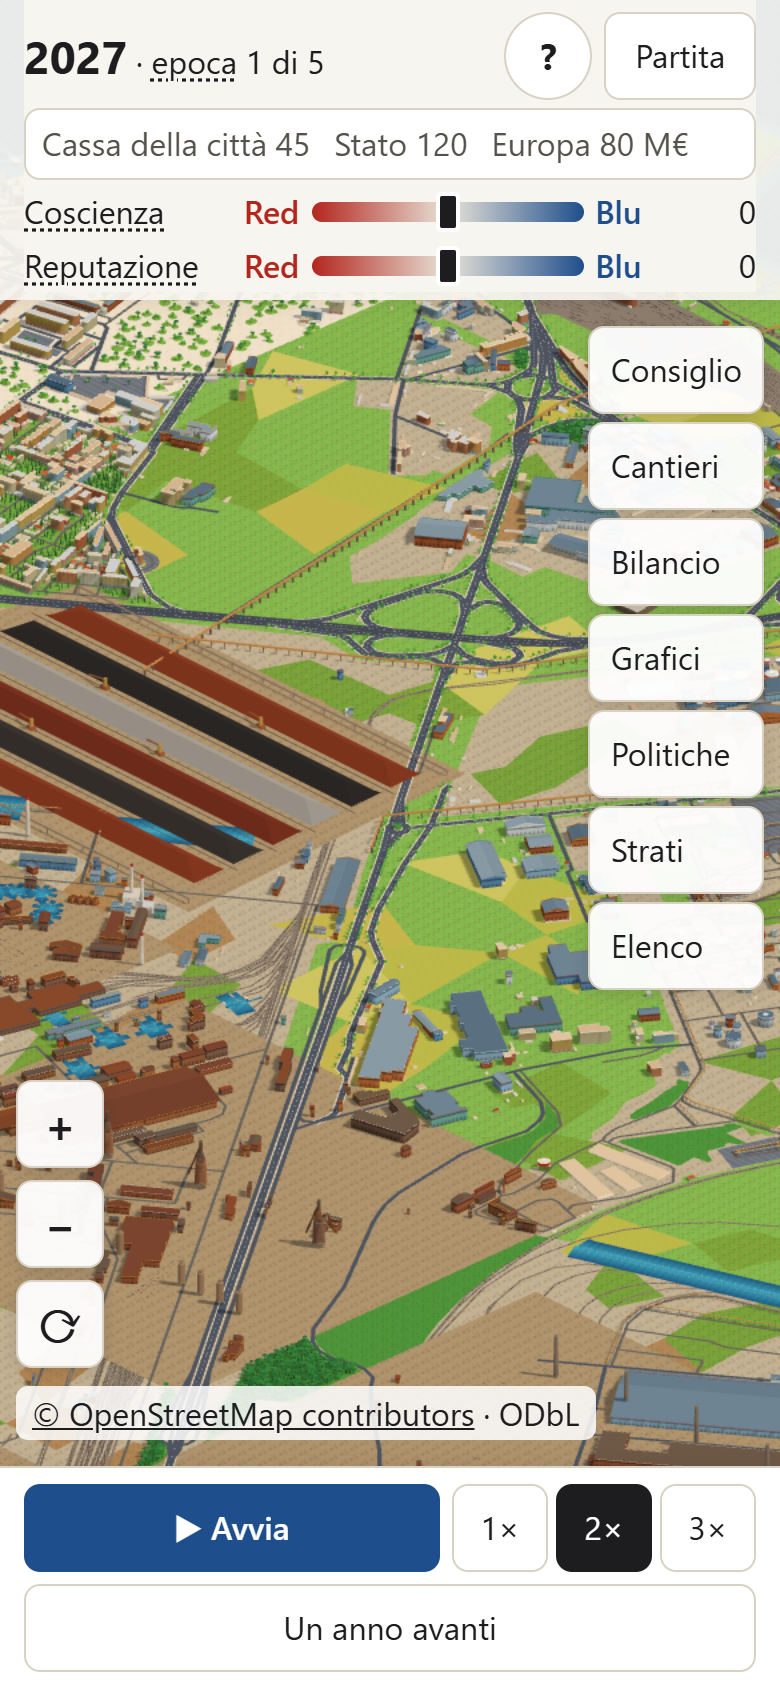 2027 · epoca 1 di 5
?
Partita
Cassa della città 45 Stato 120 Europa 80 M€
Coscienza Red Blu 0
Reputazione Red Blu 0
Consiglio
Cantieri
Bilancio
Grafici
Politiche
Strati
Elenco
+
−
© OpenStreetMap contributors · ODbL
▶ Avvia
1×
2×
3×
Un anno avanti